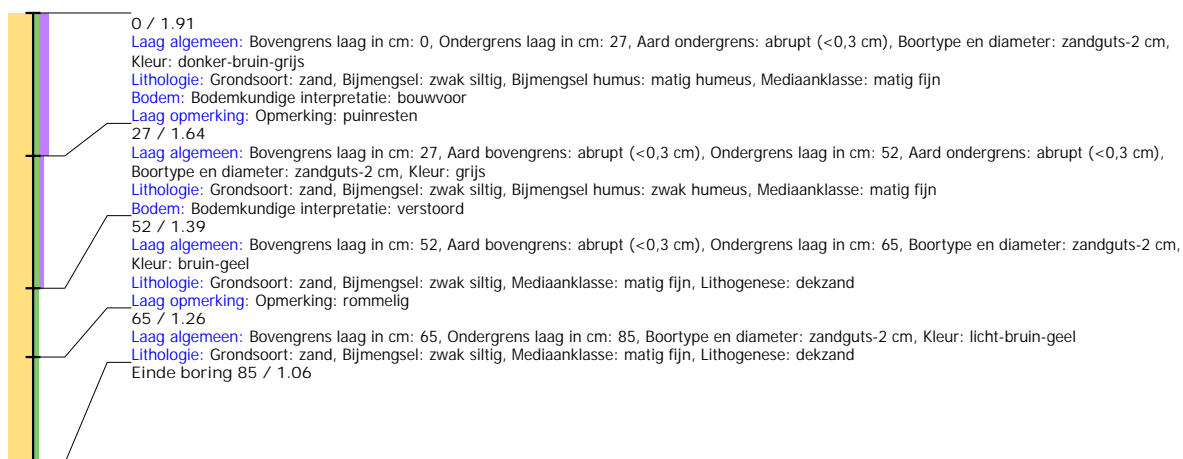 0 / 1.91
Laag algemeen: Bovengrens laag in cm: 0, Ondergrens laag in cm: 27, Aard ondergrens: abrupt (<0,3 cm), Boortype en diameter: zandguts-2 cm,
Kleur: donker-bruin-grijs
Lithologie: Grondsoort: zand, Bijmengsel: zwak siltig, Bijmengsel humus: matig humeus, Mediaanklasse: matig fijn
Bodem: Bodemkundige interpretatie: bouwvoor
Laag opmerking: Opmerking: puinresten
27 / 1.64
Laag algemeen: Bovengrens laag in cm: 27, Aard bovengrens: abrupt (<0,3 cm), Ondergrens laag in cm: 52, Aard ondergrens: abrupt (<0,3 cm),
Boortype en diameter: zandguts-2 cm, Kleur: grijs
Lithologie: Grondsoort: zand, Bijmengsel: zwak siltig, Bijmengsel humus: zwak humeus, Mediaanklasse: matig fijn
Bodem: Bodemkundige interpretatie: verstoord
52 / 1.39
Laag algemeen: Bovengrens laag in cm: 52, Aard bovengrens: abrupt (<0,3 cm), Ondergrens laag in cm: 65, Boortype en diameter: zandguts-2 cm,
Kleur: bruin-geel
Lithologie: Grondsoort: zand, Bijmengsel: zwak siltig, Mediaanklasse: matig fijn, Lithogenese: dekzand
Laag opmerking: Opmerking: rommelig
65 / 1.26
Laag algemeen: Bovengrens laag in cm: 65, Ondergrens laag in cm: 85, Boortype en diameter: zandguts-2 cm, Kleur: licht-bruin-geel
Lithologie: Grondsoort: zand, Bijmengsel: zwak siltig, Mediaanklasse: matig fijn, Lithogenese: dekzand
Einde boring 85 / 1.06